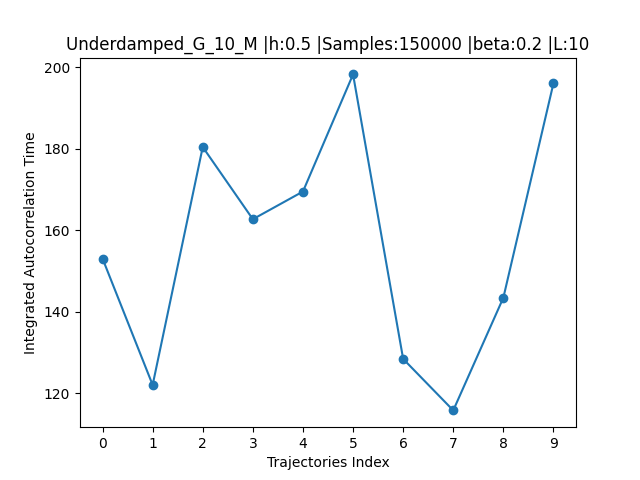 Underdamped_G_10_M |h:0.5 |Samples:150000 |beta:0.2 |L:10
Integrated Autocorrelation Time
200
180
160
140
120
0 1 2 3 4 5 6 7 8 9
Trajectories Index